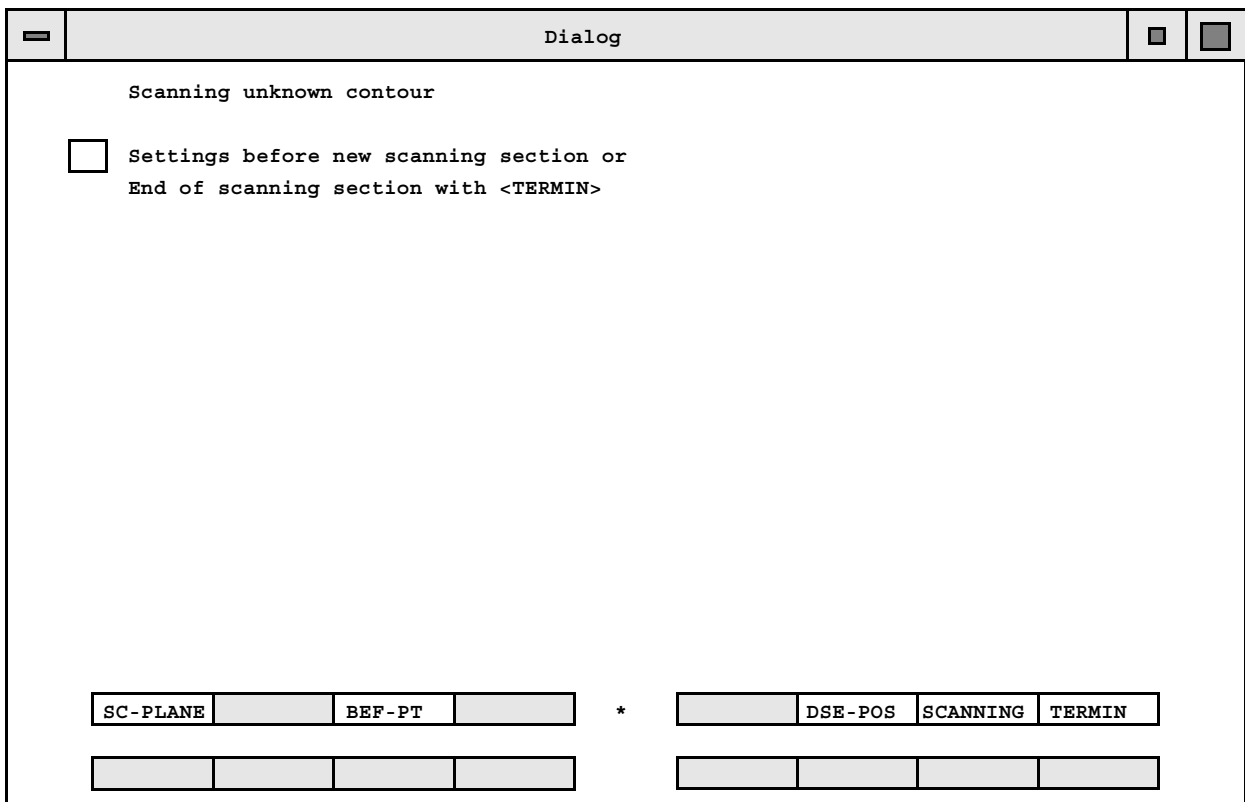 Dialog
Scanning unknown contour
Settings before new scanning section or
End of scanning section with <TERMIN>
SC-PLANE BEF-PT * DSE-POS SCANNING TERMIN